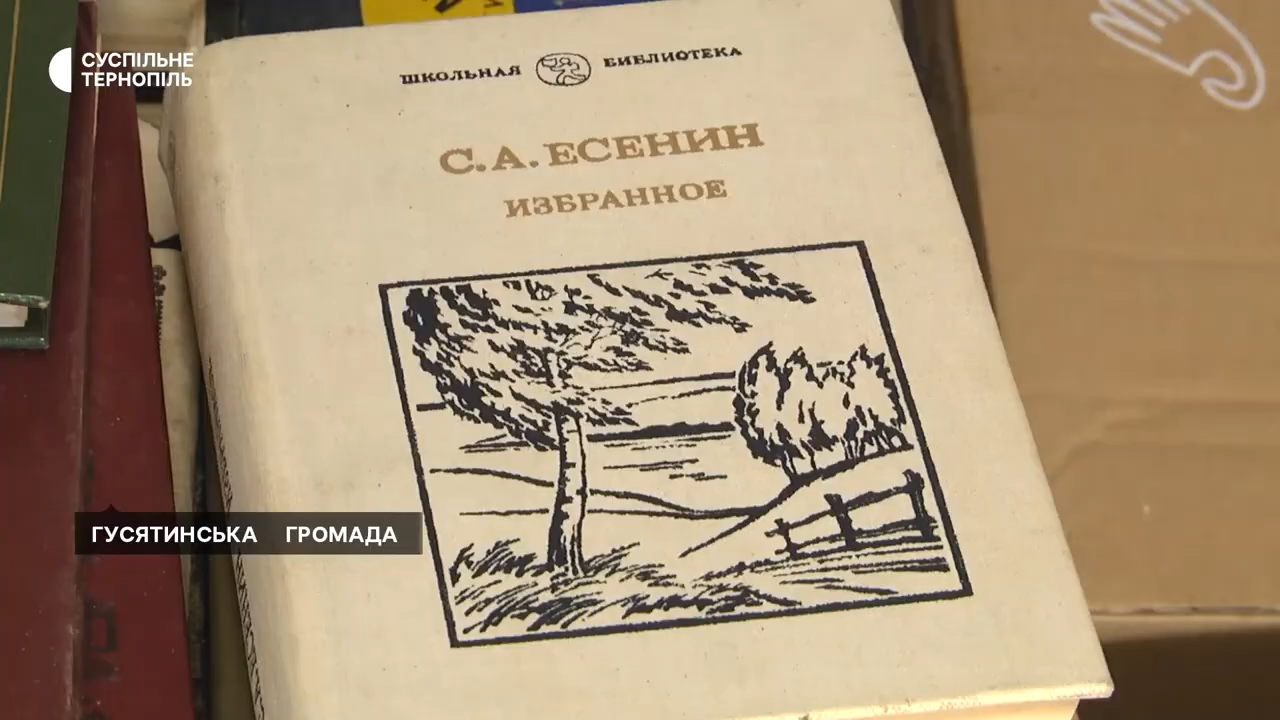 СУСПІЛЬНЕ
ТЕРНОПІЛЬ
ШКОЛЬНАЯ БИБЛИОТЕКА
С.А. ЕСЕНИН
ИЗБРАННОЕ
ГУСЯТИНСЬКА ГРОМАДА